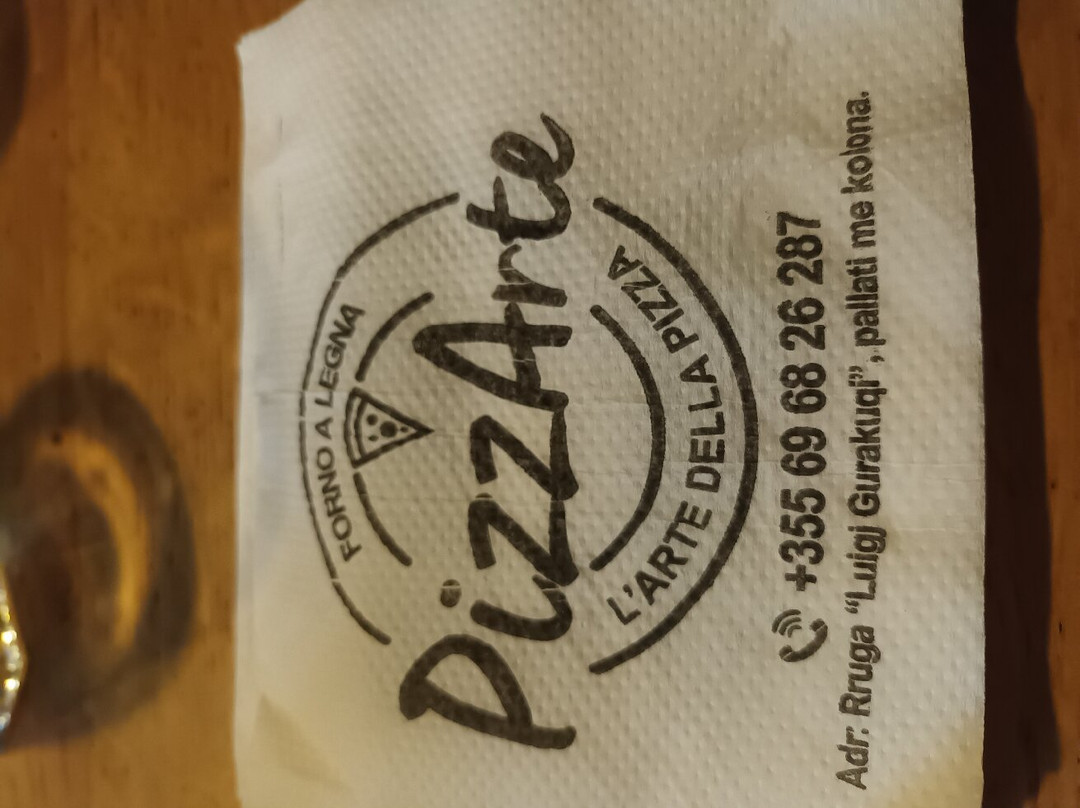 FORNO A LEGNA
PizzArte
L'ARTE DELLA PIZZA
+355 69 68 26 287
Adr: Rruga “Luigj Gurakuqi”, pallati me kolona.